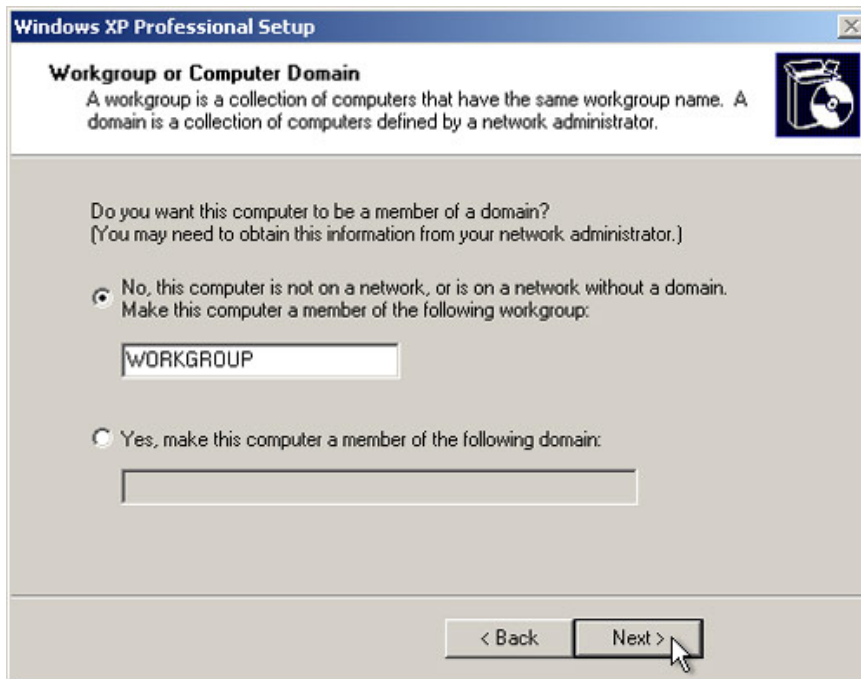 Windows XP Professional Setup
Workgroup or Computer Domain
A workgroup is a collection of computers that have the same workgroup name. A
domain is a collection of computers defined by a network administrator.
Do you want this computer to be a member of a domain?
(You may need to obtain this information from your network administrator.)
No, this computer is not on a network, or is on a network without a domain.
Make this computer a member of the following workgroup:
WORKGROUP
Yes, make this computer a member of the following domain:
< Back Next >